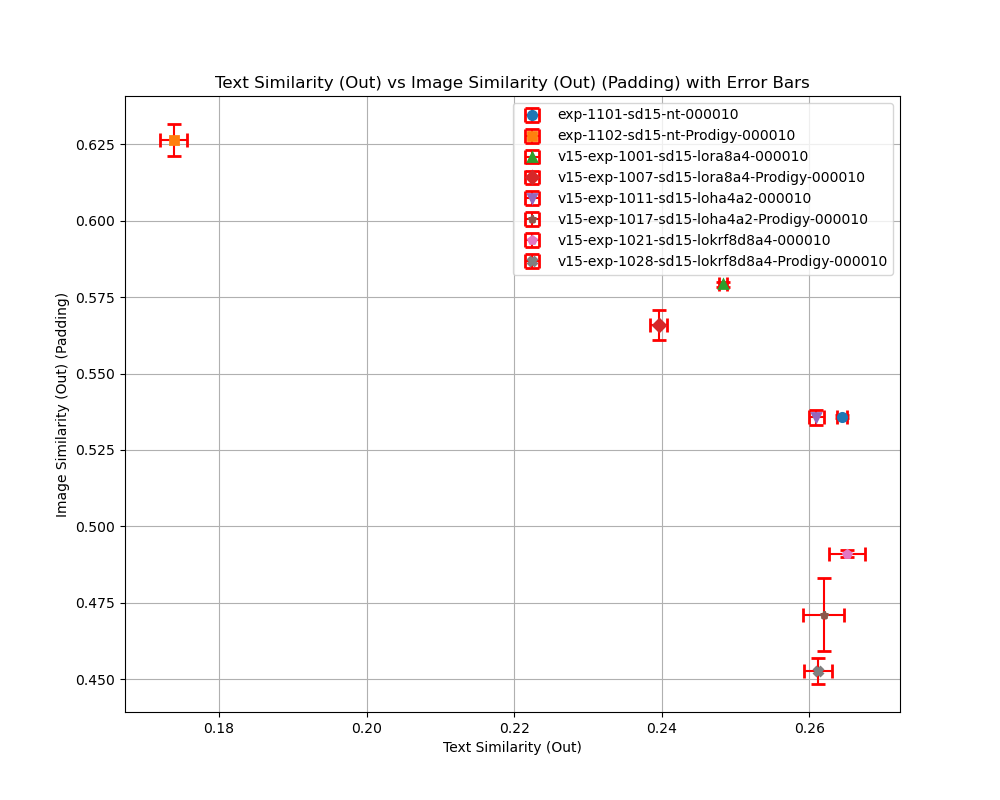 Text Similarity (Out) vs Image Similarity (Out) (Padding) with Error Bars
exp-1101-sd15-nt-000010
exp-1102-sd15-nt-Prodigy-000010
v15-exp-1001-sd15-lora8a4-000010
v15-exp-1007-sd15-lora8a4-Prodigy-000010
v15-exp-1011-sd15-loha4a2-000010
v15-exp-1017-sd15-loha4a2-Prodigy-000010
v15-exp-1021-sd15-lokrf8d8a4-000010
v15-exp-1028-sd15-lokrf8d8a4-Prodigy-000010
Image Similarity (Out) (Padding)
0.625
0.600
0.575
0.550
0.525
0.500
0.475
0.450
0.18 0.20 0.22 0.24 0.26
Text Similarity (Out)